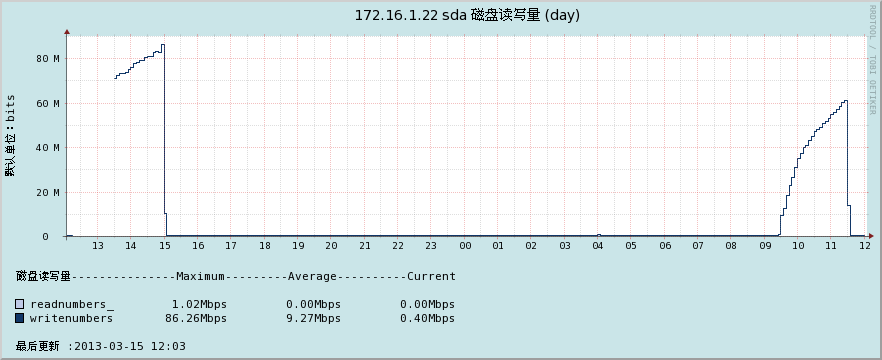 172.16.1.22 sda 磁盘读写量 (day)
RRDTOOL / TOBI OETIKER
默认单位：bits
80 M
60 M
40 M
20 M
0
13 14 15 16 17 18 19 20 21 22 23 00 01 02 03 04 05 06 07 08 09 10 11 12
磁盘读写量---------------Maximum---------Average----------Current
readnumbers_ 1.02Mbps 0.00Mbps 0.00Mbps
writenumbers 86.26Mbps 9.27Mbps 0.40Mbps
最后更新 :2013-03-15 12:03